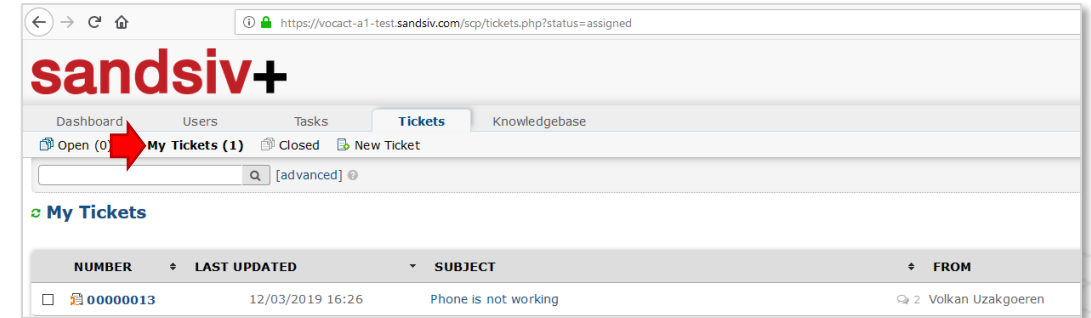 https://vocact-a1-test.sandsiv.com/scp/tickets.php?status=assigned
sandsiv+
Dashboard Users Tasks Tickets Knowledgebase
Open (0) My Tickets (1) Closed New Ticket
[advanced]
My Tickets
NUMBER LAST UPDATED SUBJECT FROM
00000013 12/03/2019 16:26 Phone is not working 2 Volkan Uzakgoeren